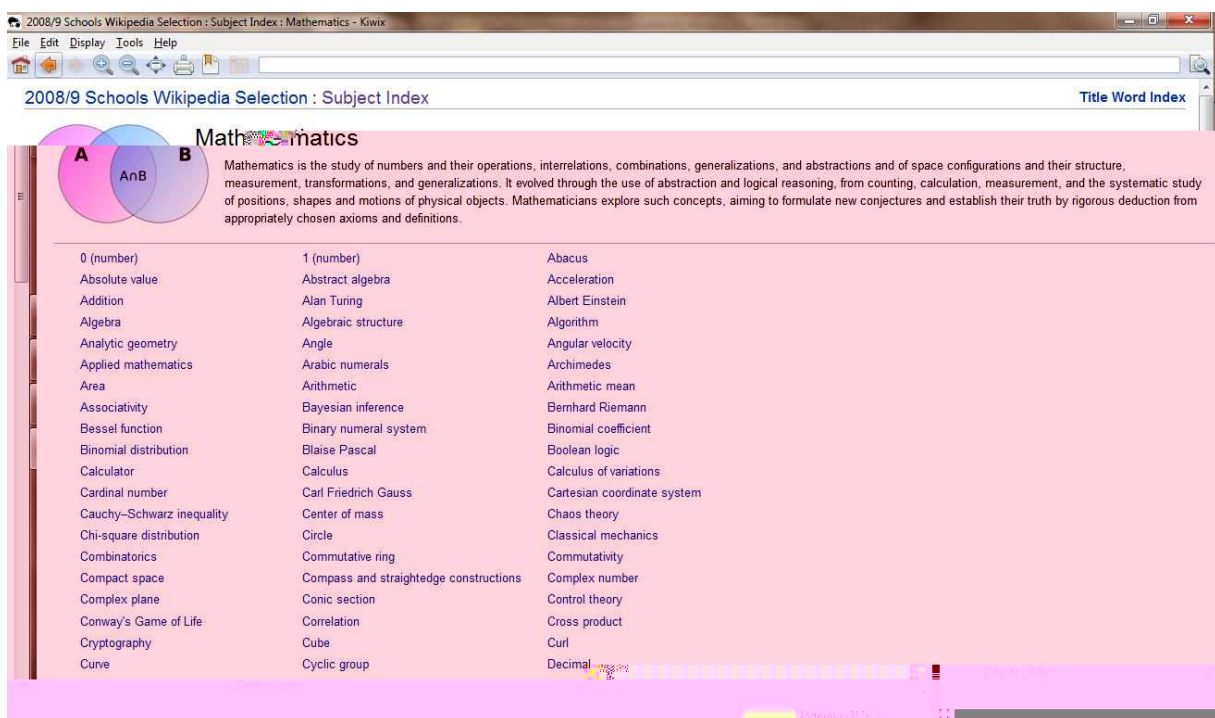 2008/9 Schools Wikipedia Selection : Subject Index : Mathematics - Kiwix
File Edit Display Tools Help
2008/9 Schools Wikipedia Selection : Subject Index Title Word Index
Mathematics
A B
A∩B
Mathematics is the study of numbers and their operations, interrelations, combinations, generalizations, and abstractions and of space configurations and their structure,
measurement, transformations, and generalizations. It evolved through the use of abstraction and logical reasoning, from counting, calculation, measurement, and the systematic study
of positions, shapes and motions of physical objects. Mathematicians explore such concepts, aiming to formulate new conjectures and establish their truth by rigorous deduction from
appropriately chosen axioms and definitions.
0 (number) 1 (number) Abacus
Absolute value Abstract algebra Acceleration
Addition Alan Turing Albert Einstein
Algebra Algebraic structure Algorithm
Analytic geometry Angle Angular velocity
Applied mathematics Arabic numerals Archimedes
Area Arithmetic Arithmetic mean
Associativity Bayesian inference Bernhard Riemann
Bessel function Binary numeral system Binomial coefficient
Binomial distribution Blaise Pascal Boolean logic
Calculator Calculus Calculus of variations
Cardinal number Carl Friedrich Gauss Cartesian coordinate system
Cauchy–Schwarz inequality Center of mass Chaos theory
Chi-square distribution Circle Classical mechanics
Combinatorics Commutative ring Commutativity
Compact space Compass and straightedge constructions Complex number
Complex plane Conic section Control theory
Conway's Game of Life Correlation Cross product
Cryptography Cube Curl
Curve Cyclic group Decimal